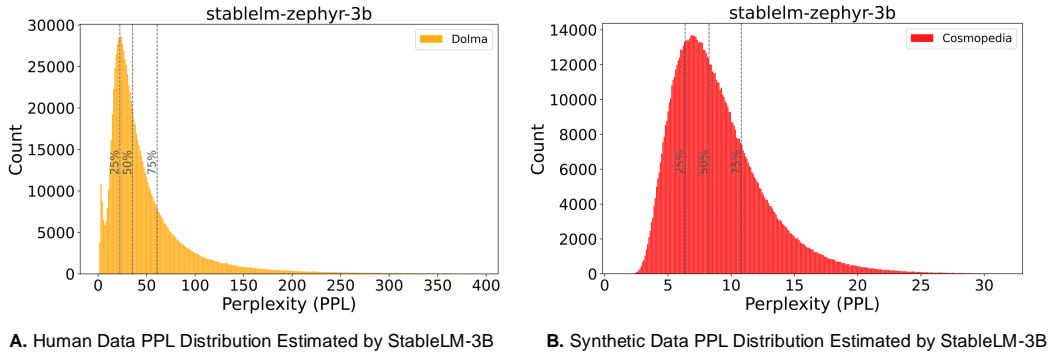 stablelm-zephyr-3b
30000
25000
20000
15000
10000
5000
0
Count
Dolma
25%
50%
75%
0 50 100 150 200 250 300 350 400
Perplexity (PPL)
A. Human Data PPL Distribution Estimated by StableLM-3B
stablelm-zephyr-3b
14000
12000
10000
8000
6000
4000
2000
0
Count
Cosmopedia
25%
50%
75%
0 5 10 15 20 25 30
Perplexity (PPL)
B. Synthetic Data PPL Distribution Estimated by StableLM-3B